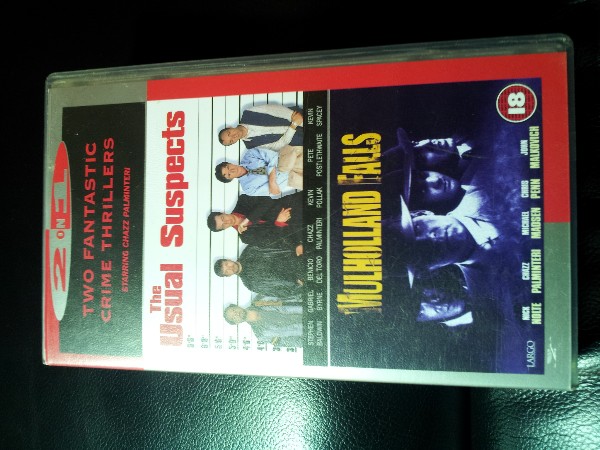 2 ON 1
TWO FANTASTIC
CRIME THRILLERS
STARRING CHAZZ PALMINTERI
The
Usual Suspects
STEPHEN BALDWIN
GABRIEL BYRNE
BENICIO DEL TORO
CHAZZ PALMINTERI
KEVIN POLLAK
PETE POSTLETHWAITE
KEVIN SPACEY
MULHOLLAND FALLS
NICK NOLTE
CHAZZ PALMINTERI
MICHAEL MADSEN
CHRIS PENN
JOHN MALKOVICH
18
LARGO